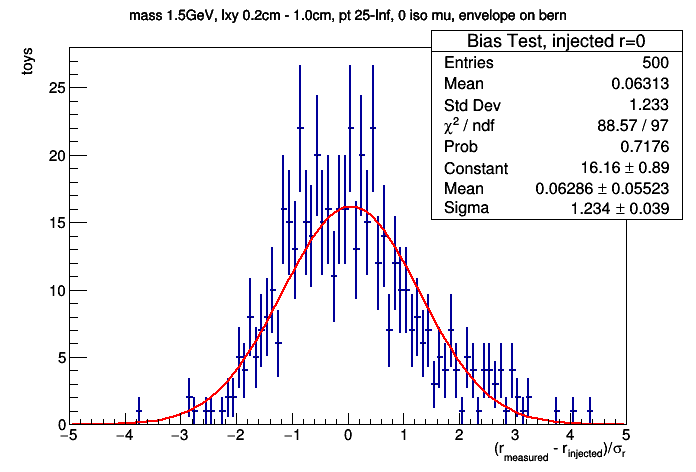 mass 1.5GeV, lxy 0.2cm - 1.0cm, pt 25-Inf, 0 iso mu, envelope on bern
Bias Test, injected r=0
Entries 500
Mean 0.06313
Std Dev 1.233
χ² / ndf 88.57 / 97
Prob 0.7176
Constant 16.16 ± 0.89
Mean 0.06286 ± 0.05523
Sigma 1.234 ± 0.039
toys
25
20
15
10
5
0
−5 −4 −3 −2 −1 0 1 2 3 4 5
(r_measured - r_injected)/σ_r